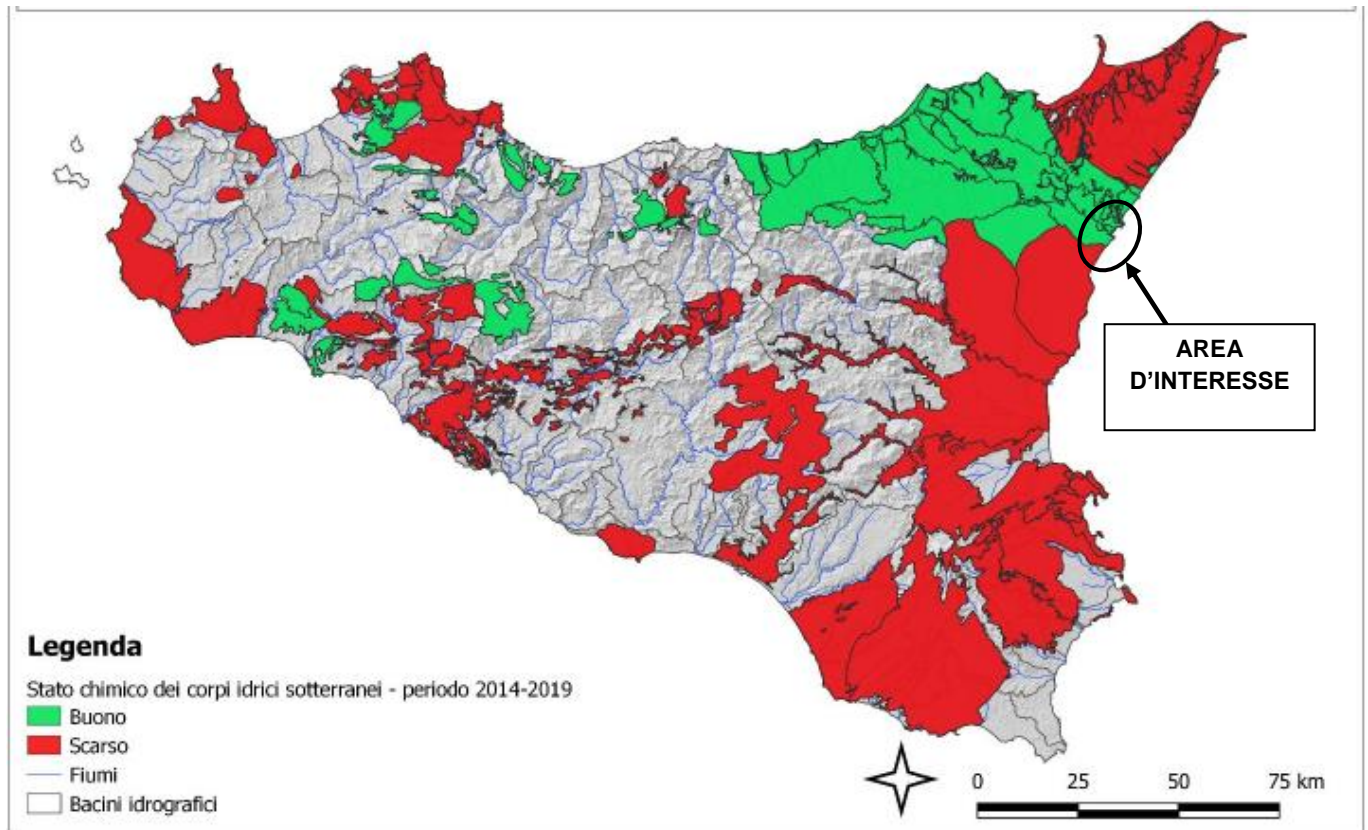 AREA
D'INTERESSE
Legenda
Stato chimico dei corpi idrici sotterranei - periodo 2014-2019
Buono
Scarso
Fiumi
Bacini idrografici
0 25 50 75 km